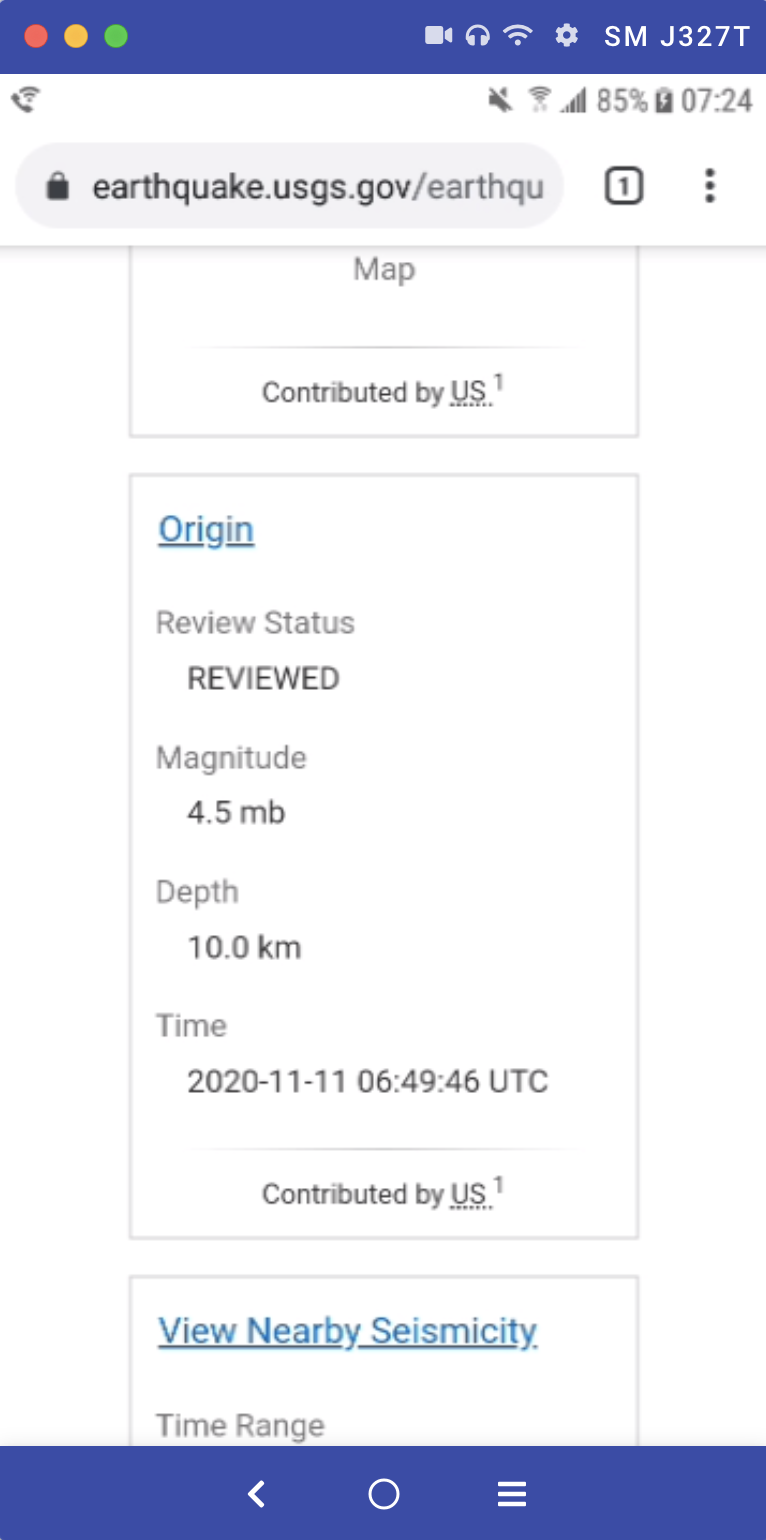 SM J327T
85% 07:24
earthquake.usgs.gov/earthqu 1
Map
Contributed by US 1
Origin
Review Status
REVIEWED
Magnitude
4.5 mb
Depth
10.0 km
Time
2020-11-11 06:49:46 UTC
Contributed by US 1
View Nearby Seismicity
Time Range